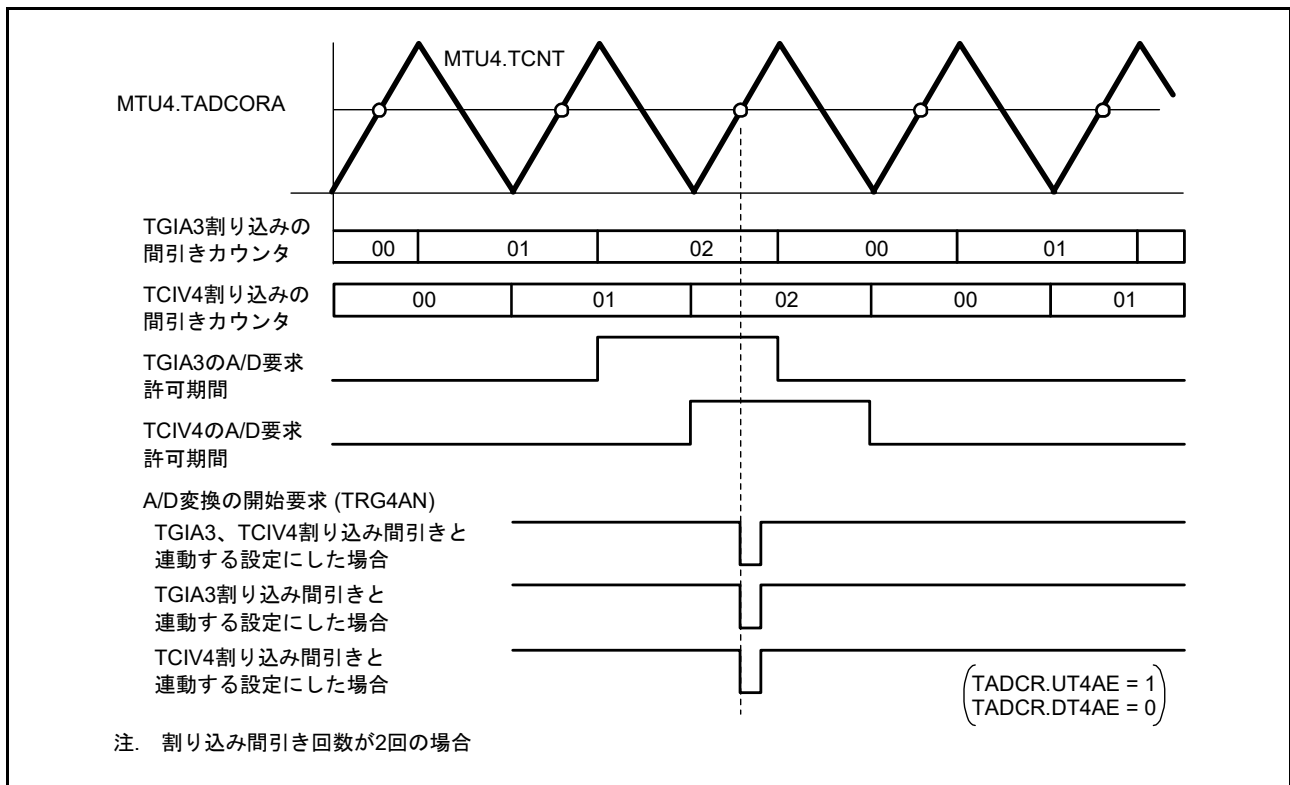 MTU4.TCNT
MTU4.TADCORA
TGIA3割り込みの
間引きカウンタ
00 01 02 00 01
TCIV4割り込みの
間引きカウンタ
00 01 02 00 01
TGIA3のA/D要求
許可期間
TCIV4のA/D要求
許可期間
A/D変換の開始要求 (TRG4AN)
TGIA3、TCIV4割り込み間引きと
連動する設定にした場合
TGIA3割り込み間引きと
連動する設定にした場合
TCIV4割り込み間引きと
連動する設定にした場合
TADCR.UT4AE = 1
TADCR.DT4AE = 0
注. 割り込み間引き回数が2回の場合